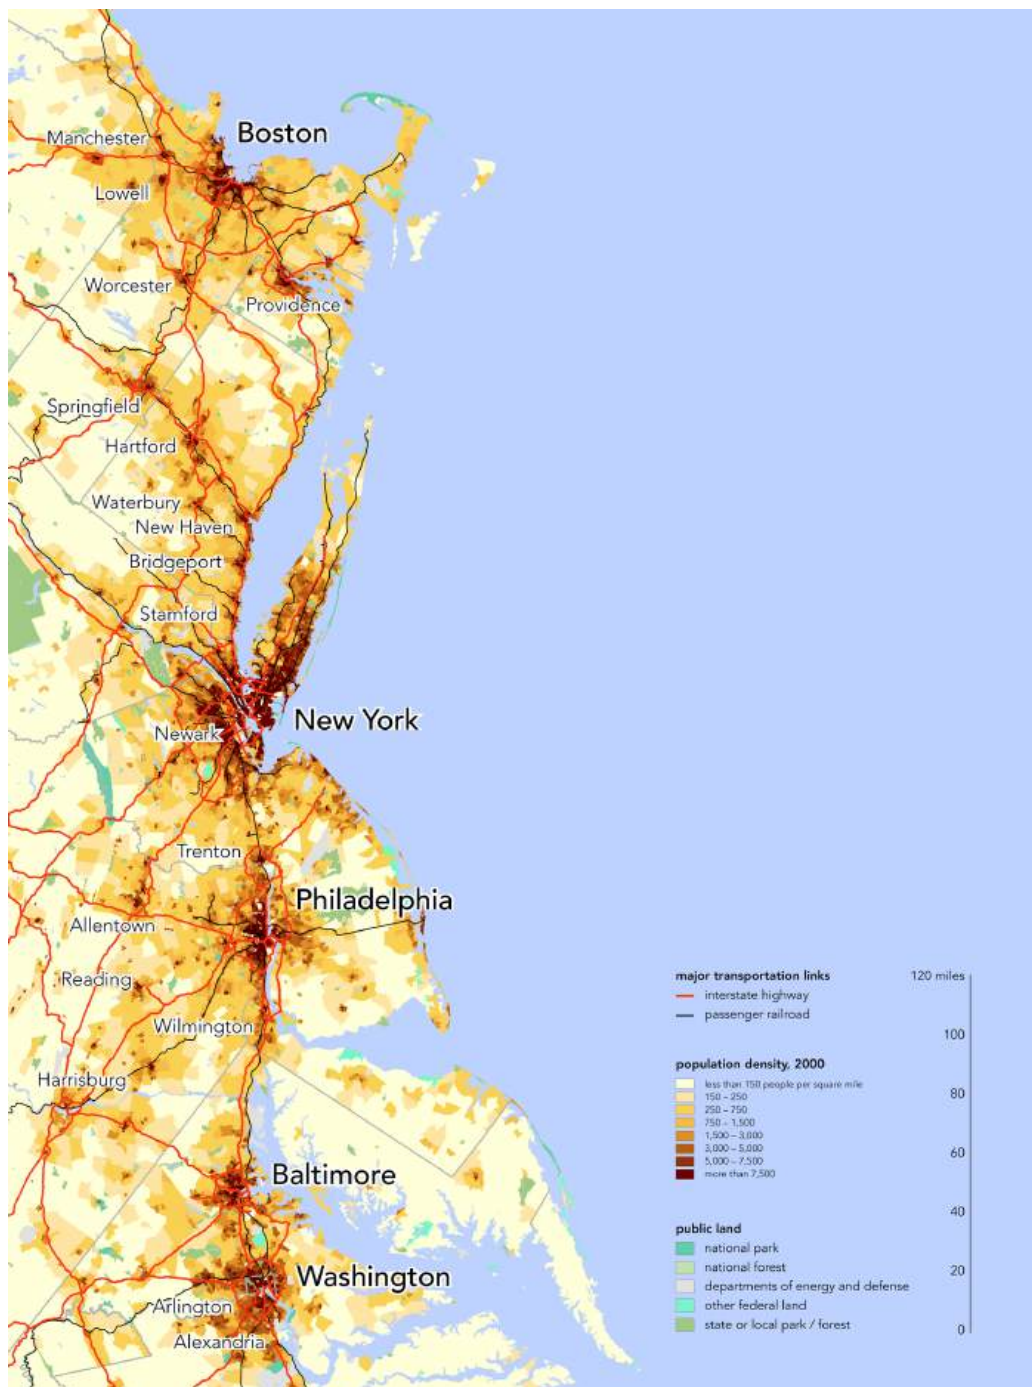 Boston
Manchester
Lowell
Worcester
Providence
Springfield
Hartford
Waterbury
New Haven
Bridgeport
Stamford
New York
Newark
Trenton
Philadelphia
Allentown
Reading
Wilmington
Harrisburg
Baltimore
Washington
Arlington
Alexandria
major transportation links
interstate highway
passenger railroad
population density, 2000
less than 150 people per square mile
150 – 250
250 – 750
750 – 1,500
1,500 – 3,000
3,000 – 5,000
5,000 – 7,500
more than 7,500
public land
national park
national forest
departments of energy and defense
other federal land
state or local park / forest
120 miles
100
80
60
40
20
0